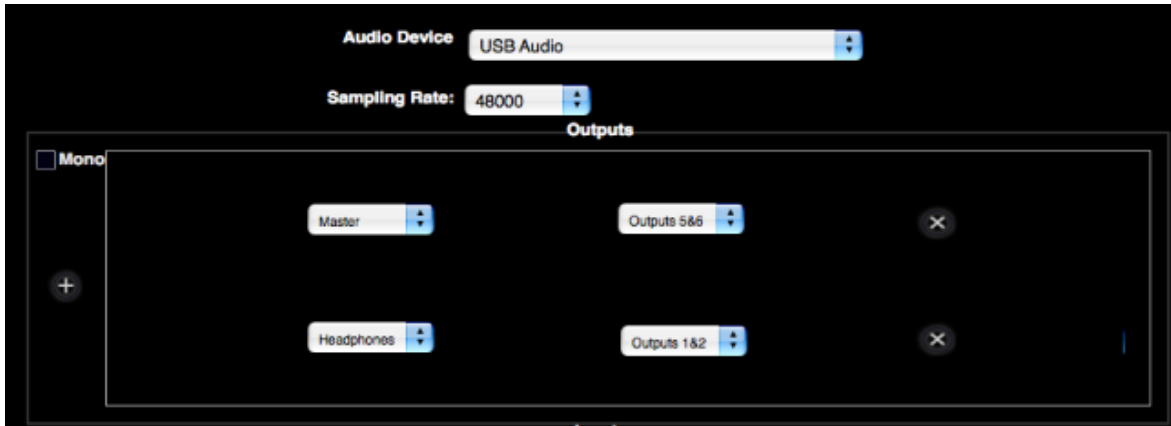 Audio Device USB Audio
Sampling Rate: 48000
Outputs
Mono
Master Outputs 5&6
Headphones Outputs 1&2